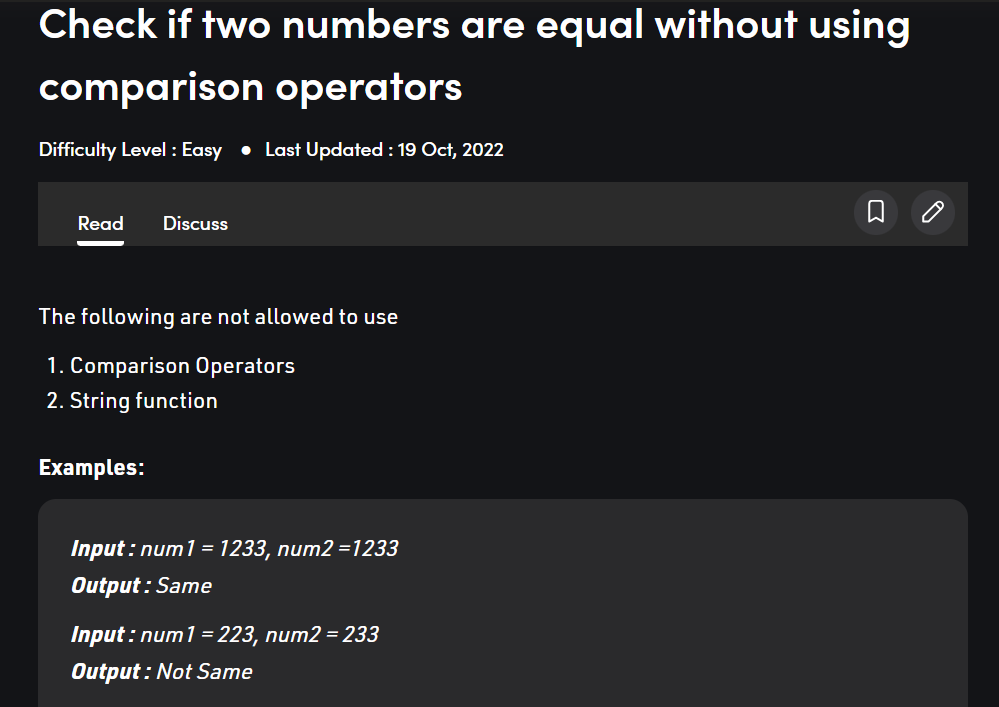 Check if two numbers are equal without using
comparison operators
Difficulty Level : Easy ● Last Updated : 19 Oct, 2022
Read Discuss
The following are not allowed to use
1. Comparison Operators
2. String function
Examples:
Input : num1 = 1233, num2 =1233
Output : Same
Input : num1 = 223, num2 = 233
Output : Not Same